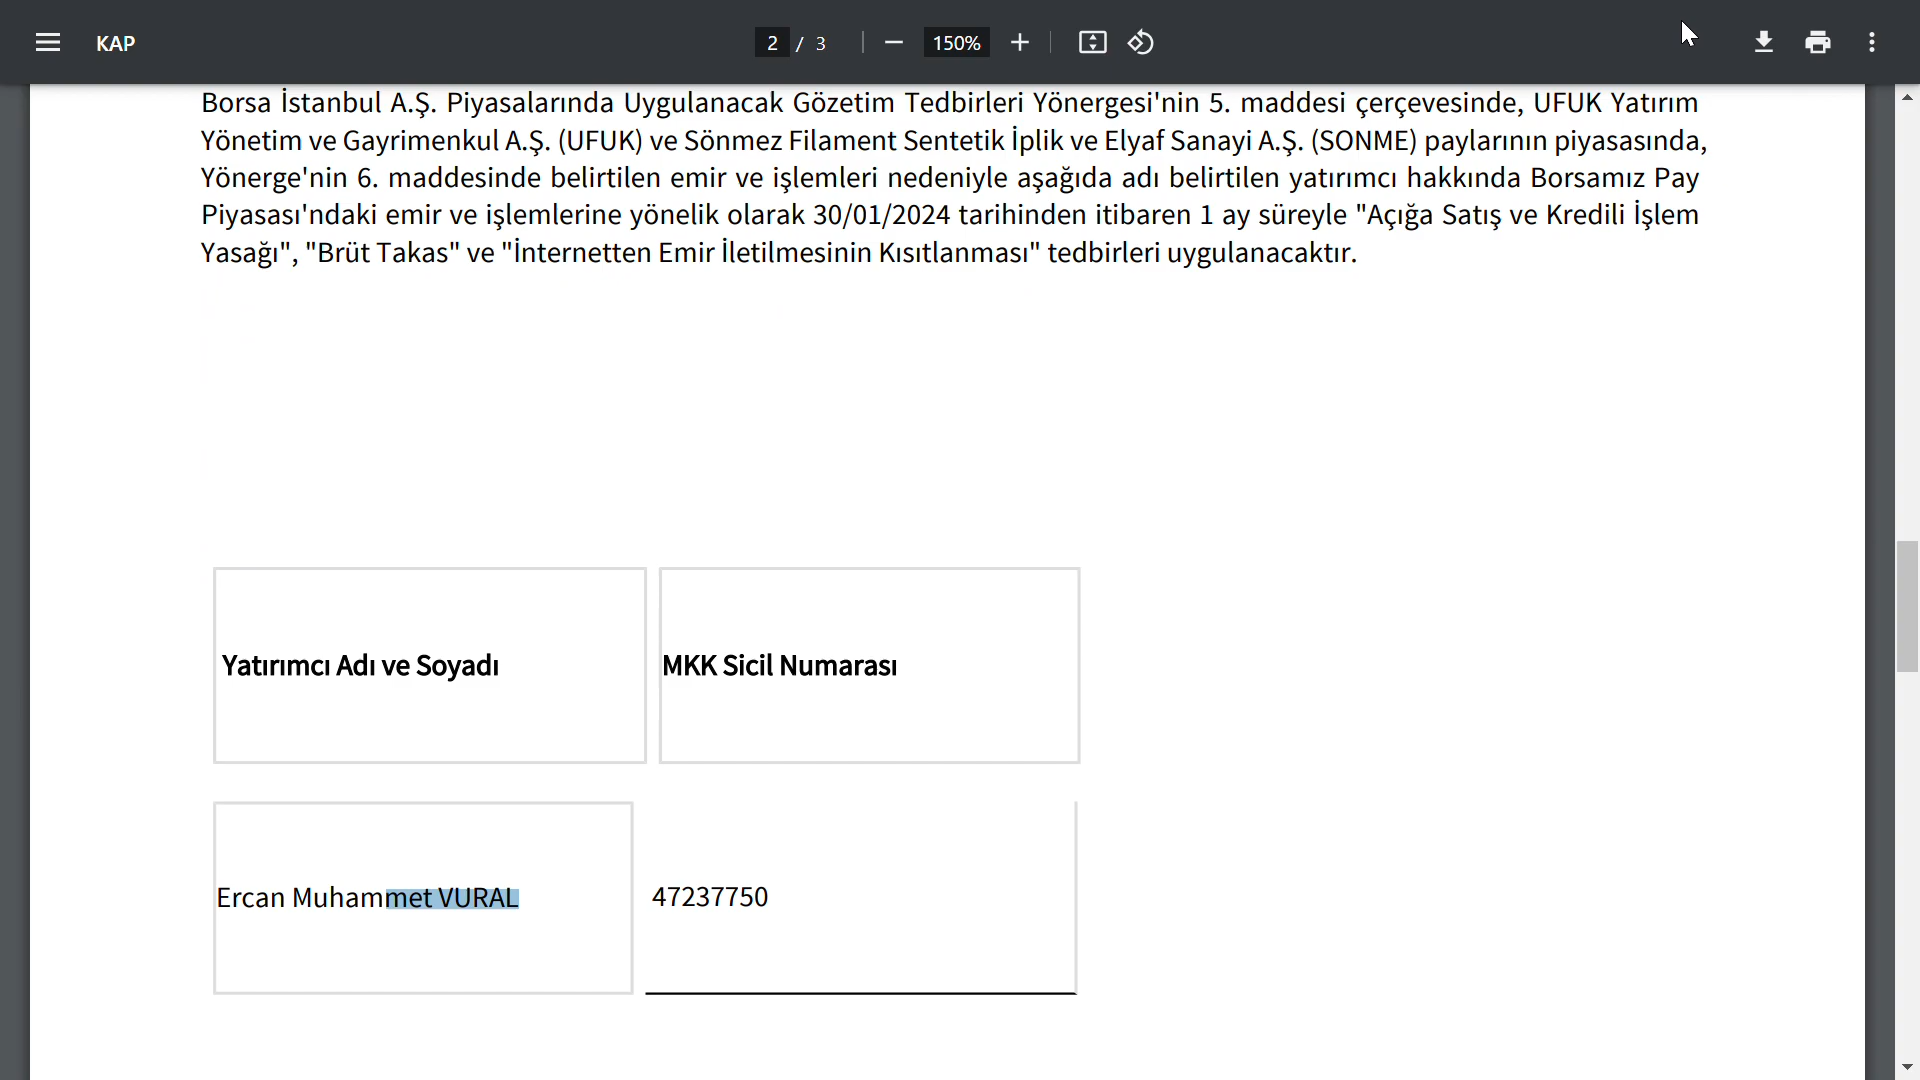 KAP
2 / 3
150%
Borsa İstanbul A.Ş. Piyasalarında Uygulanacak Gözetim Tedbirleri Yönergesi'nin 5. maddesi çerçevesinde, UFUK Yatırım
Yönetim ve Gayrimenkul A.Ş. (UFUK) ve Sönmez Filament Sentetik İplik ve Elyaf Sanayi A.Ş. (SONME) paylarının piyasasında,
Yönerge'nin 6. maddesinde belirtilen emir ve işlemleri nedeniyle aşağıda adı belirtilen yatırımcı hakkında Borsamız Pay
Piyasası'ndaki emir ve işlemlerine yönelik olarak 30/01/2024 tarihinden itibaren 1 ay süreyle "Açığa Satış ve Kredili İşlem
Yasağı", "Brüt Takas" ve "İnternetten Emir İletilmesinin Kısıtlanması" tedbirleri uygulanacaktır.
Yatırımcı Adı ve Soyadı MKK Sicil Numarası
Ercan Muhammet VURAL 47237750